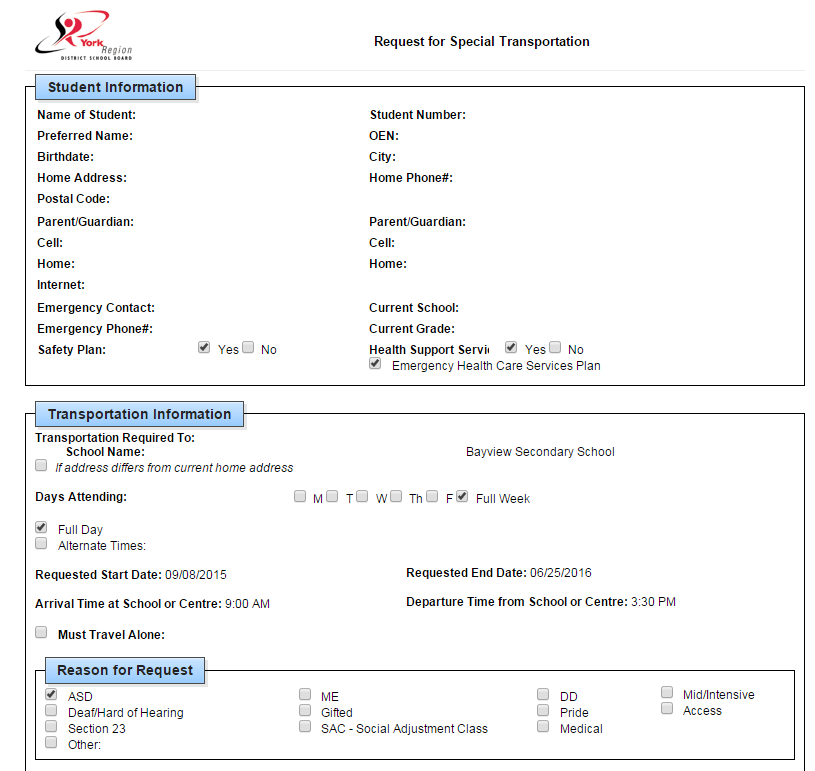 York
Region
DISTRICT SCHOOL BOARD
Request for Special Transportation
Student Information
Name of Student: Student Number:
Preferred Name: OEN:
Birthdate: City:
Home Address: Home Phone#:
Postal Code:
Parent/Guardian: Parent/Guardian:
Cell: Cell:
Home: Home:
Internet:
Emergency Contact: Current School:
Emergency Phone#: Current Grade:
Safety Plan: Yes No Health Support Servi Yes No
Emergency Health Care Services Plan
Transportation Information
Transportation Required To:
School Name: Bayview Secondary School
If address differs from current home address
Days Attending: M T W Th F Full Week
Full Day
Alternate Times:
Requested Start Date: 09/08/2015 Requested End Date: 06/25/2016
Arrival Time at School or Centre: 9:00 AM Departure Time from School or Centre: 3:30 PM
Must Travel Alone:
Reason for Request
ASD ME DD Mid/Intensive
Deaf/Hard of Hearing Gifted Pride Access
Section 23 SAC - Social Adjustment Class Medical
Other: